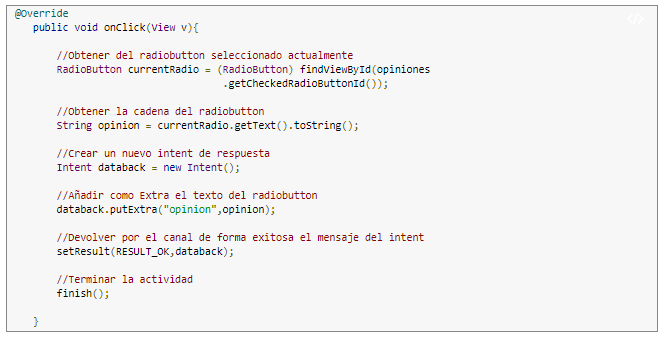 @Override
public void onClick(View v){
//Obtener del radiobutton seleccionado actualmente
RadioButton currentRadio = (RadioButton) findViewById(opiniones
.getCheckedRadioButtonId());
//Obtener la cadena del radiobutton
String opinion = currentRadio.getText().toString();
//Crear un nuevo intent de respuesta
Intent databack = new Intent();
//Añadir como Extra el texto del radiobutton
databack.putExtra("opinion",opinion);
//Devolver por el canal de forma exitosa el mensaje del intent
setResult(RESULT_OK,databack);
//Terminar la actividad
finish();
}